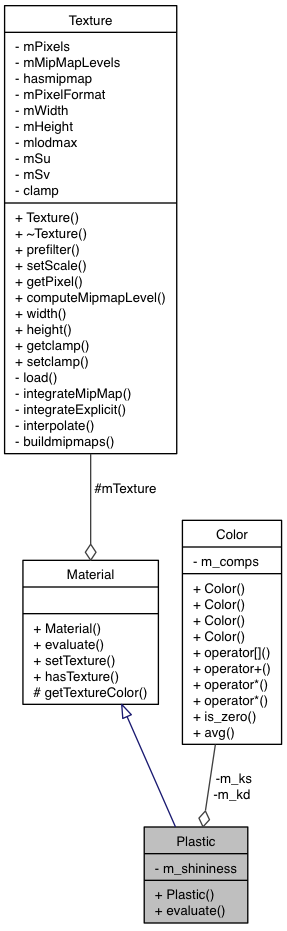 Texture
- mPixels
- mMipMapLevels
- hasmipmap
- mPixelFormat
- mWidth
- mHeight
- mlodmax
- mSu
- mSv
- clamp
+ Texture()
+ ~Texture()
+ prefilter()
+ setScale()
+ getPixel()
+ computeMipmapLevel()
+ width()
+ height()
+ getclamp()
+ setclamp()
- load()
- integrateMipMap()
- integrateExplicit()
- interpolate()
- buildmipmaps()
#mTexture
Material
+ Material()
+ evaluate()
+ setTexture()
+ hasTexture()
# getTextureColor()
Color
- m_comps
+ Color()
+ Color()
+ Color()
+ Color()
+ operator[]()
+ operator+()
+ operator*()
+ operator*()
+ is_zero()
+ avg()
-m_ks
-m_kd
Plastic
- m_shininess
+ Plastic()
+ evaluate()